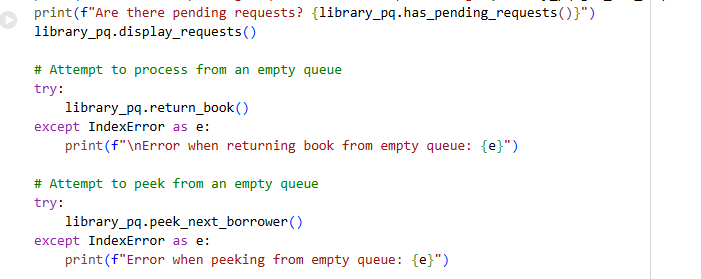 print(f"Are there pending requests? {library_pq.has_pending_requests()}")
library_pq.display_requests()
# Attempt to process from an empty queue
try:
    library_pq.return_book()
except IndexError as e:
    print(f"\nError when returning book from empty queue: {e}")
# Attempt to peek from an empty queue
try:
    library_pq.peek_next_borrower()
except IndexError as e:
    print(f"Error when peeking from empty queue: {e}")